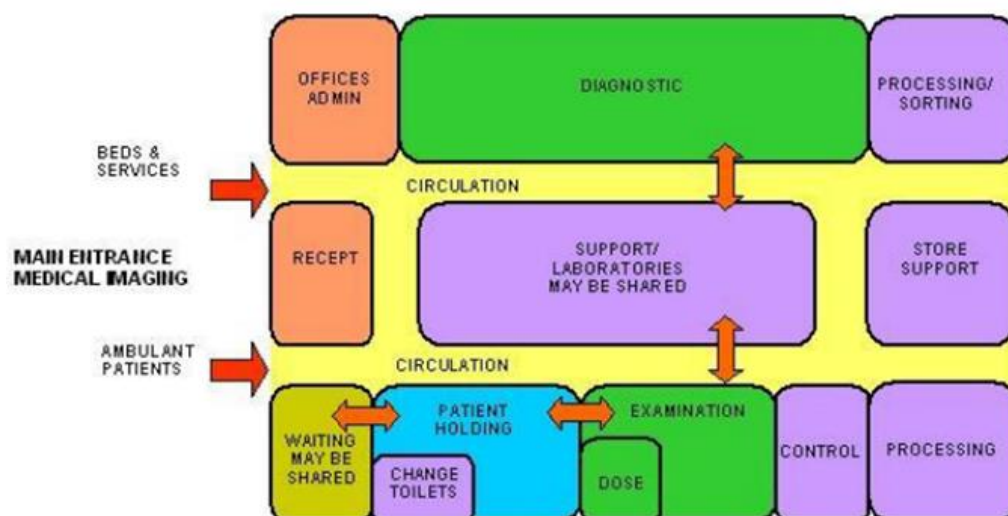 OFFICES
ADMIN
DIAGNOSTIC
PROCESSING/
SORTING
BEDS &
SERVICES
CIRCULATION
MAIN ENTRANCE
MEDICAL IMAGING
RECEPT
SUPPORT/
LABORATORIES
MAY BE SHARED
STORE
SUPPORT
AMBULANT
PATIENTS
CIRCULATION
WAITING
MAY BE
SHARED
PATIENT
HOLDING
CHANGE
TOILETS
EXAMINATION
DOSE
CONTROL
PROCESSING